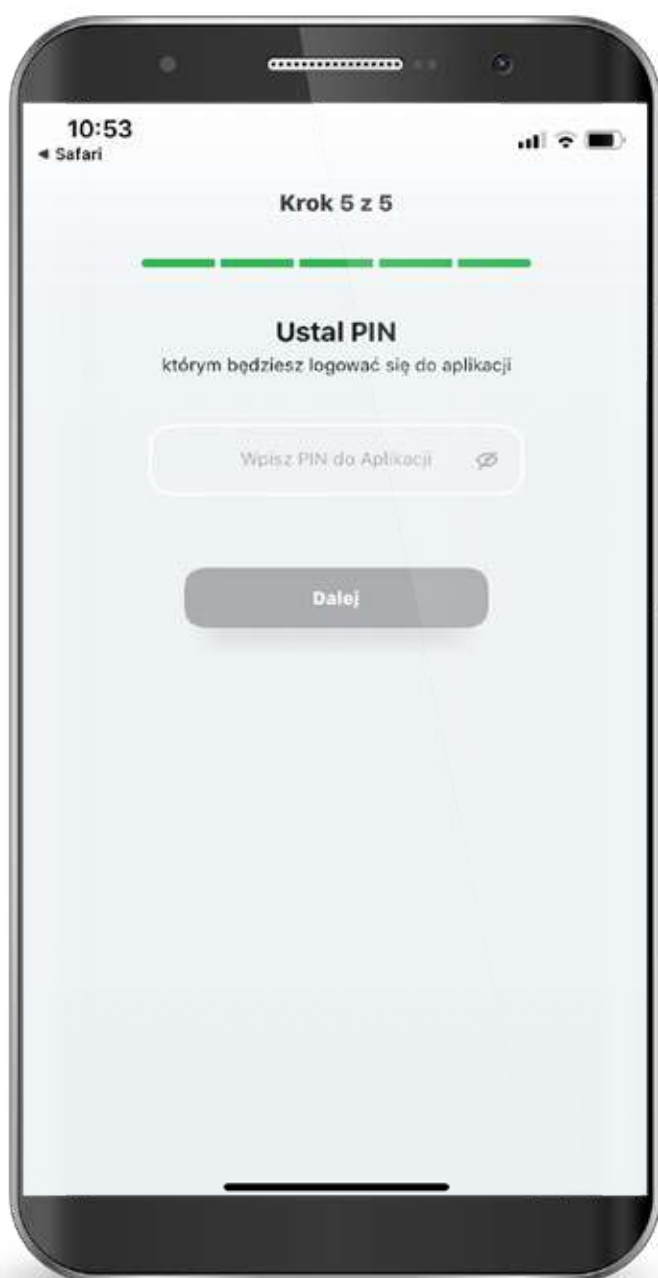 10:53
◄ Safari
Krok 5 z 5
Ustal PIN
którym będziesz logować się do aplikacji
Wpisz PIN do Aplikacji
Dalej